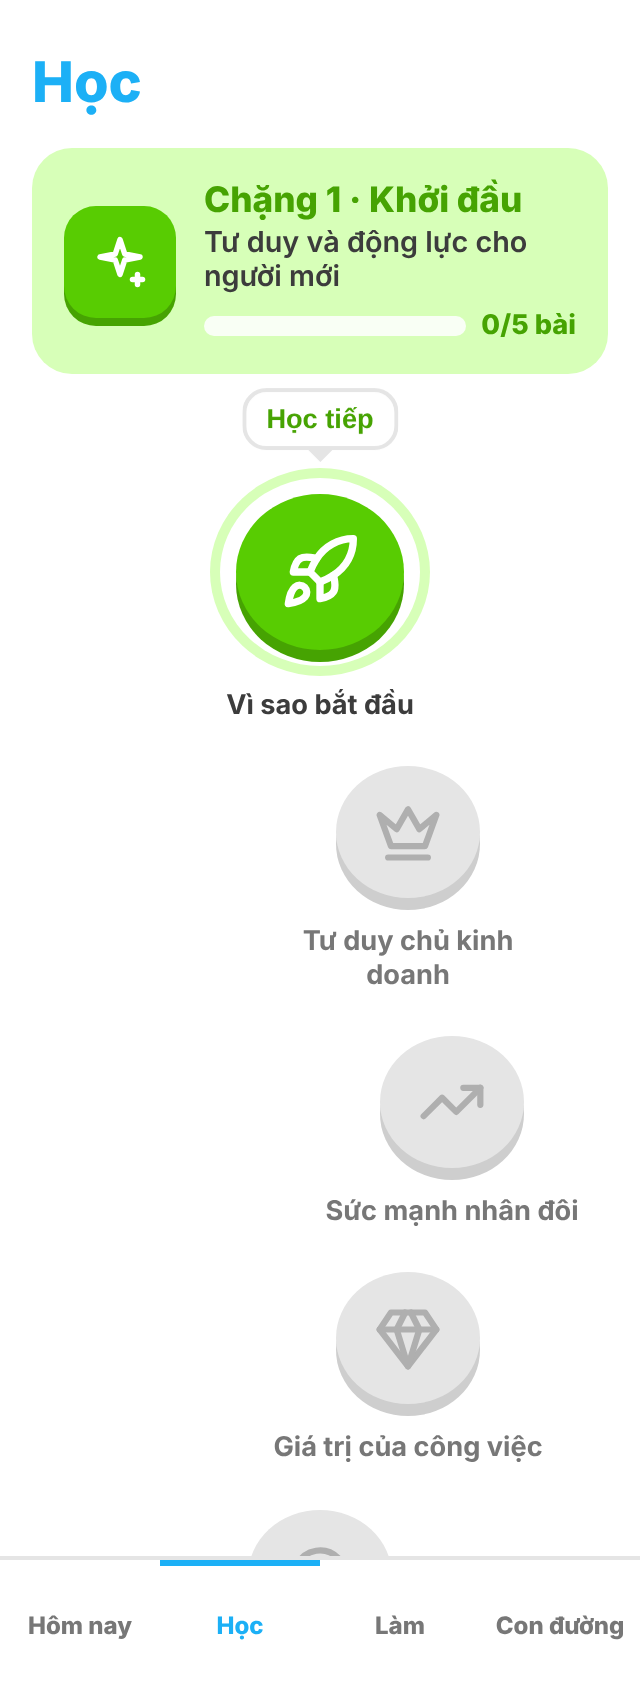 Học
Chặng 1 · Khởi đầu
Tư duy và động lực cho
người mới
0/5 bài
Học tiếp
Vì sao bắt đầu
Tư duy chủ kinh
doanh
Sức mạnh nhân đôi
Giá trị của công việc
Hôm nay
Học
Làm
Con đường